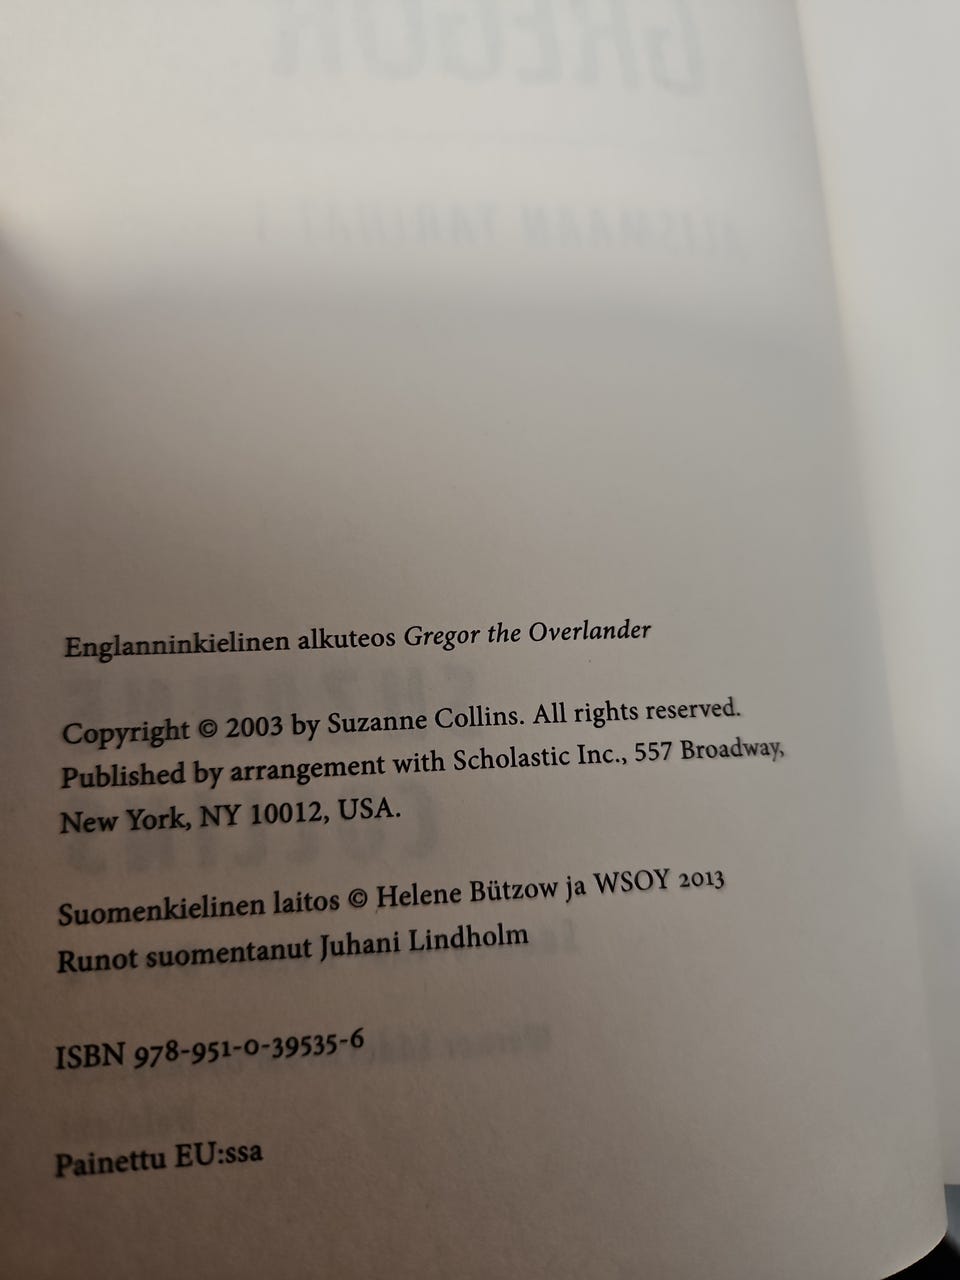 Englanninkielinen alkuteos Gregor the Overlander
Copyright © 2003 by Suzanne Collins. All rights reserved.
Published by arrangement with Scholastic Inc., 557 Broadway,
New York, NY 10012, USA.
Suomenkielinen laitos © Helene Bützow ja WSOY 2013
Runot suomentanut Juhani Lindholm
ISBN 978-951-0-39535-6
Painettu EU:ssa